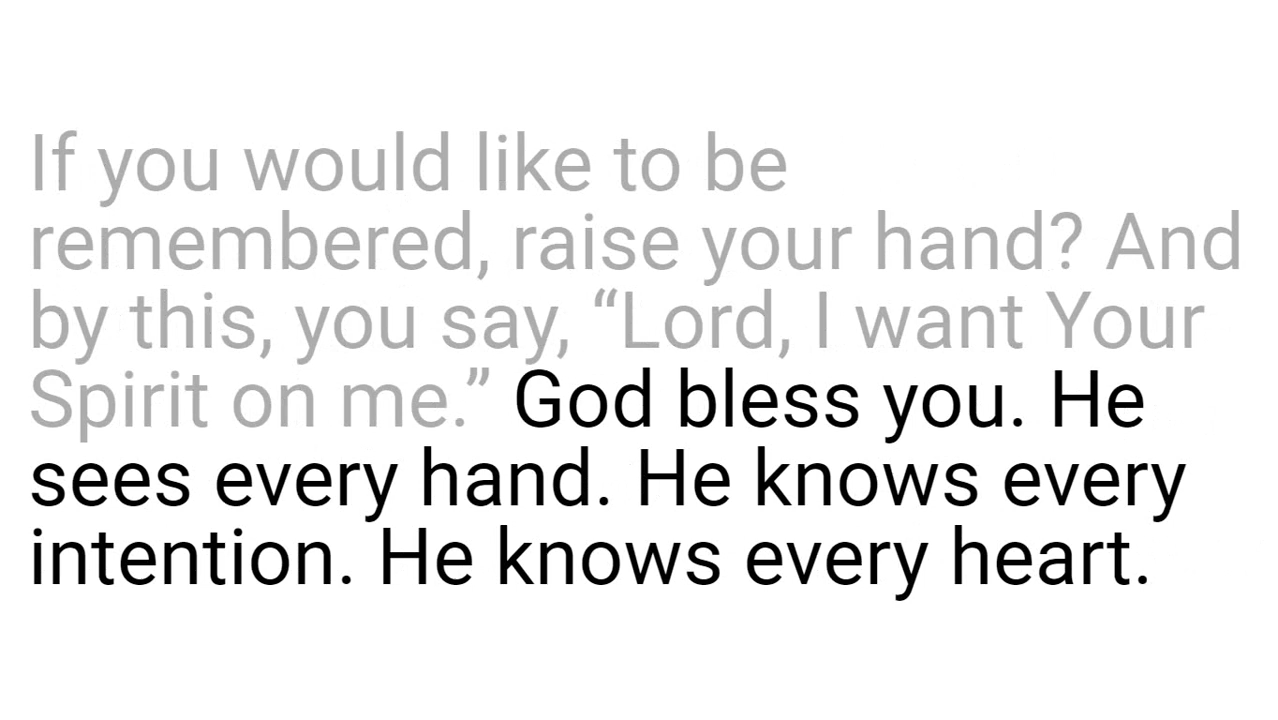 If you would like to be
remembered, raise your hand? And
by this, you say, “Lord, I want Your
Spirit on me.” God bless you. He
sees every hand. He knows every
intention. He knows every heart.